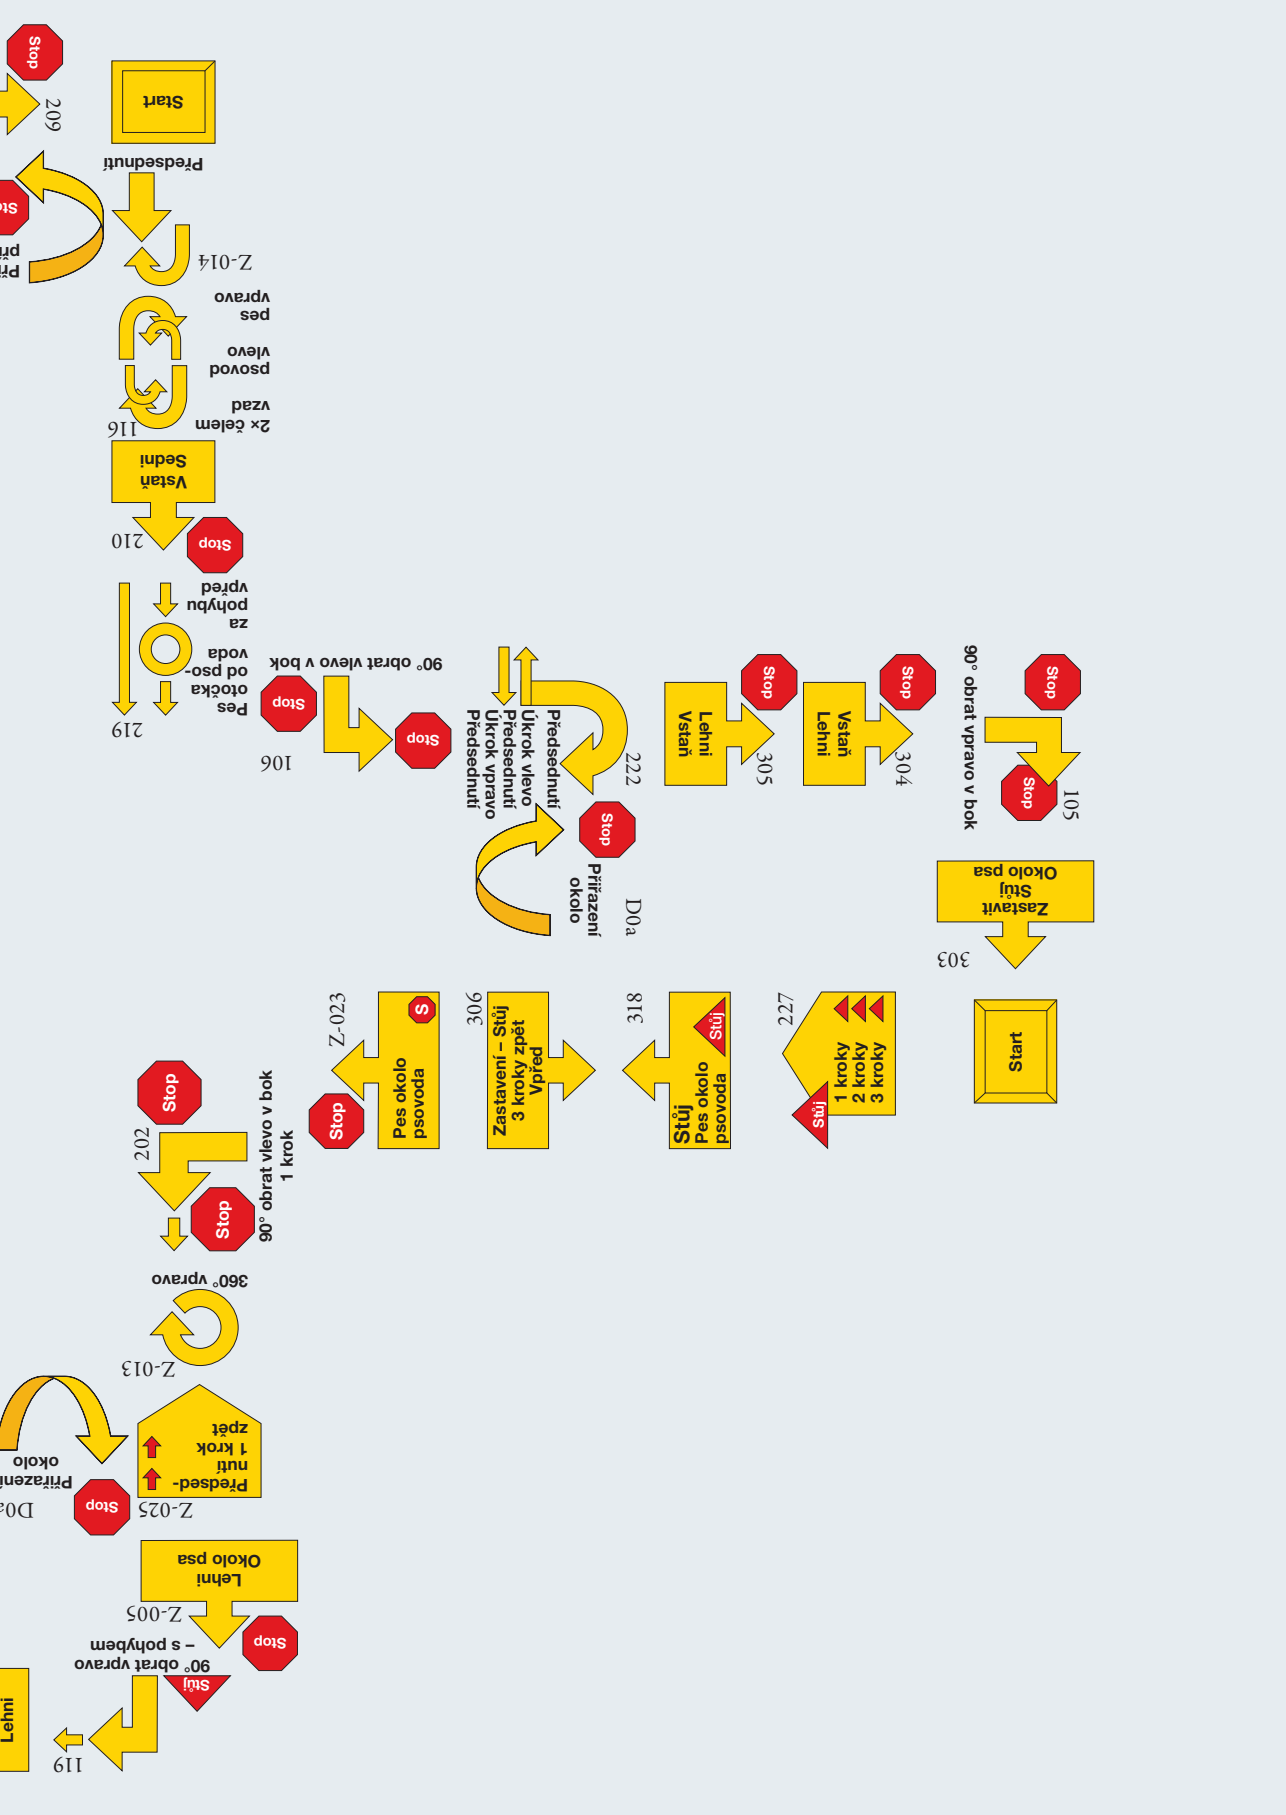 Stop
209
Start
Předsednutí
Z-014
2× čelem
vzad
psovod
vlevo
pes
vpravo
116
Vstaň
Sedni
210
Stop
Pes
otočka
od pso-
voda
za
pohybu
vpřed
219
90° obrat vlevo v bok
Stop
Stop
106
Předsednutí
Úkrok vlevo
Předsednutí
Úkrok vpravo
Předsednutí
222
Stop
Přiřazení
okolo
D0a
Lehni
Vstaň
Stop
305
Vstaň
Lehni
Stop
304
90° obrat vpravo v bok
Stop
Stop
105
Zastavit
Stůj
Okolo psa
303
Start
227
1 kroky
2 kroky
3 kroky
Stůj
318
Stůj
Pes okolo
psovoda
Stůj
306
Zastavení – Stůj
3 kroky zpět
Vpřed
Z-023
Pes okolo
psovoda
S
Stop
Stop
202
Stop
90° obrat vlevo v bok
1 krok
360° vpravo
Z-013
Předsed-
nutí
1 krok
zpět
Z-025
okolo
Stop
Lehni
Okolo psa
Z-005
Stop
90° obrat vpravo
– s pohybem
Stůj
119
Lehni